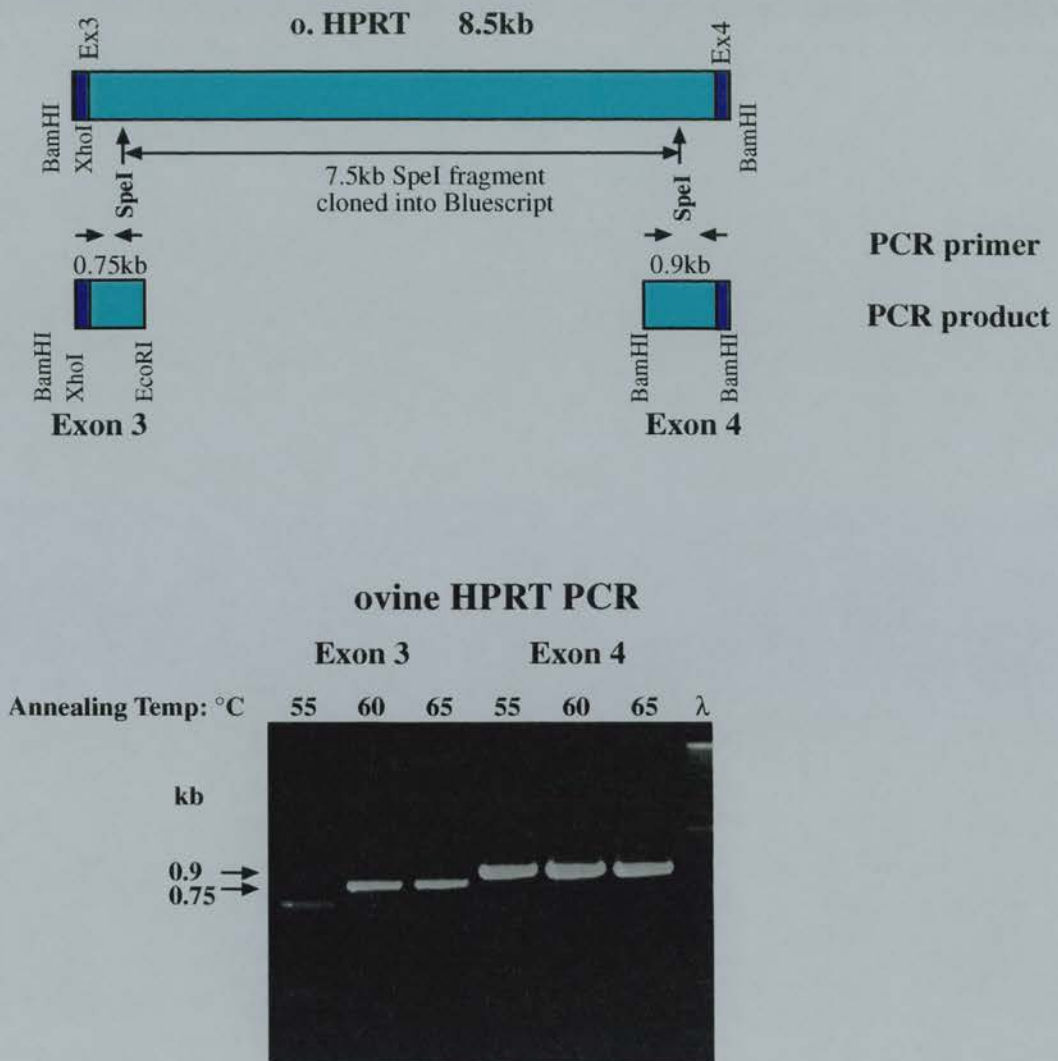 o. HPRT 8.5kb
Ex3
Ex4
BamHI
XhoI
BamHI
SpeI
7.5kb SpeI fragment
cloned into Bluescript
SpeI
PCR primer
0.75kb
0.9kb
PCR product
BamHI
XhoI
EcoRI
BamHI
BamHI
Exon 3
Exon 4
ovine HPRT PCR
Exon 3 Exon 4
Annealing Temp: °C 55 60 65 55 60 65 λ
kb
0.9
0.75